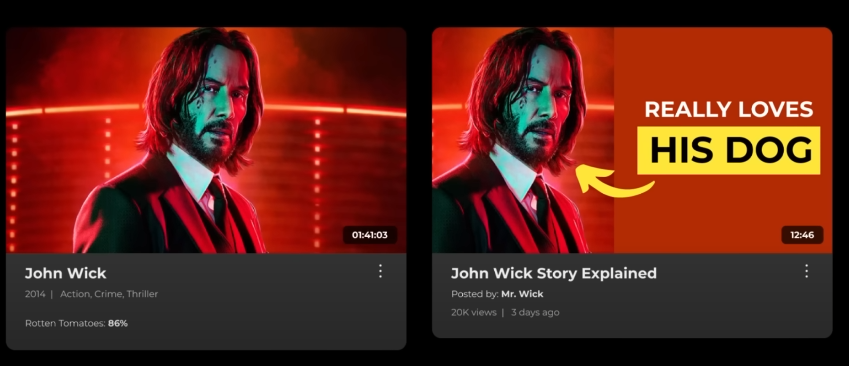 01:41:03
John Wick
2014 | Action, Crime, Thriller
Rotten Tomatoes: 86%
REALLY LOVES
HIS DOG
12:46
John Wick Story Explained
Posted by: Mr. Wick
20K views | 3 days ago